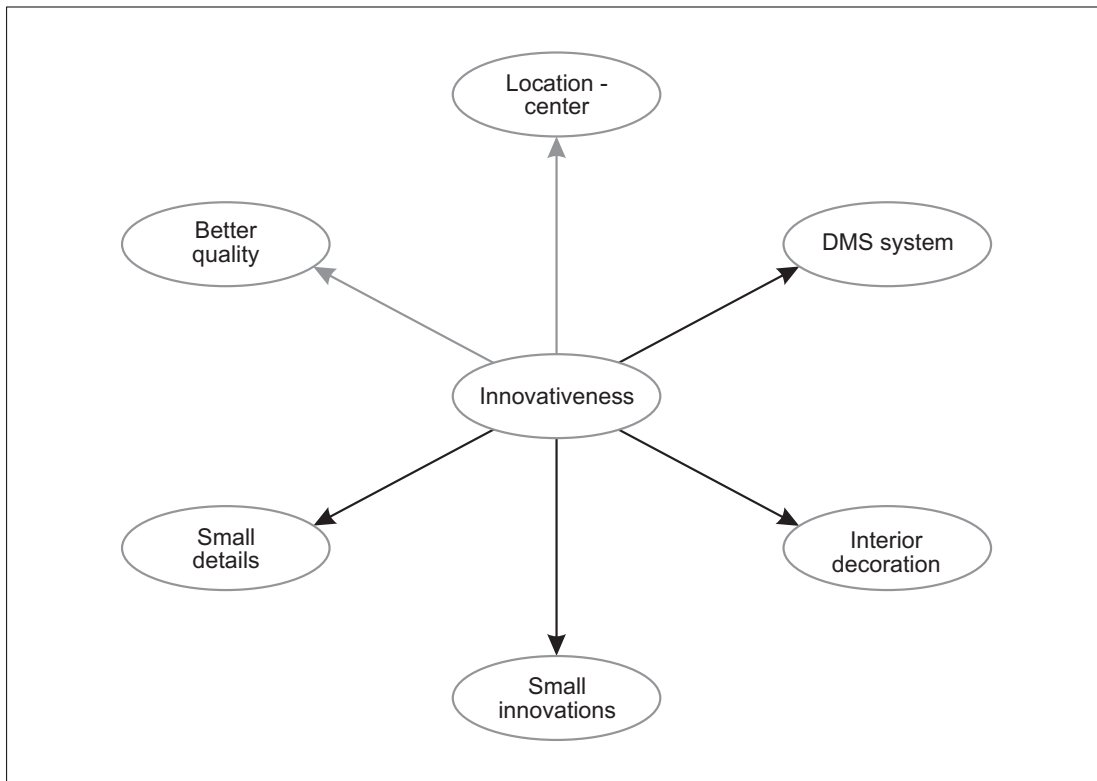 Location -
center
Better
quality
DMS system
Innovativeness
Small
details
Interior
decoration
Small
innovations